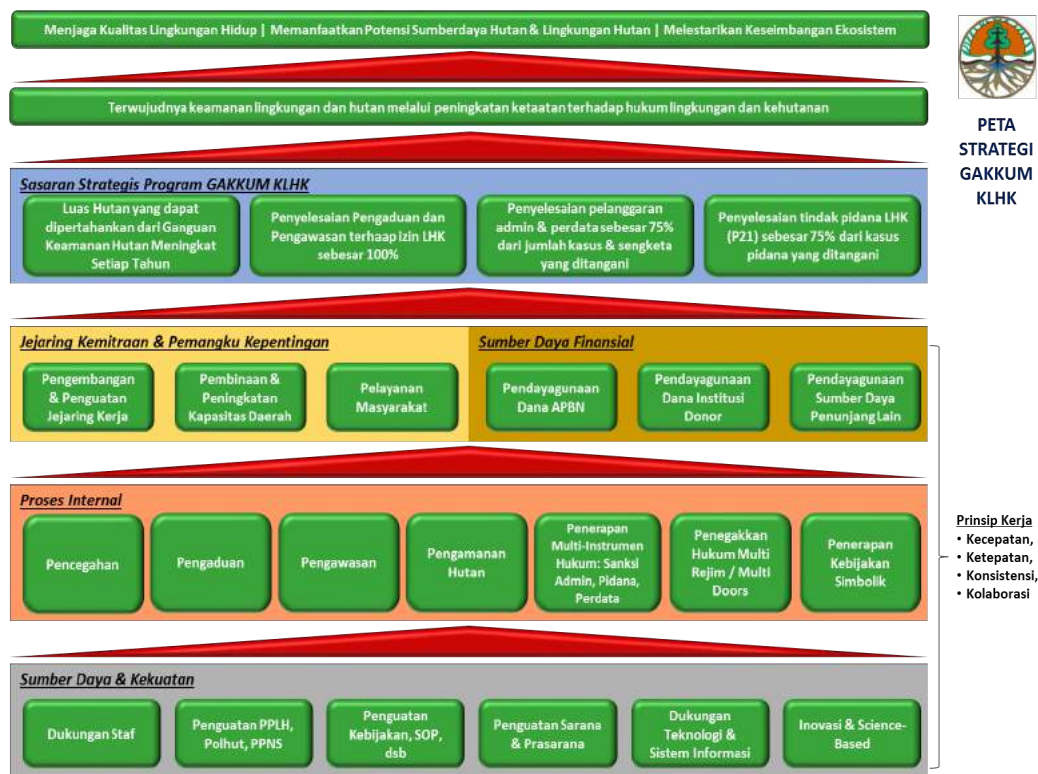 Menjaga Kualitas Lingkungan Hidup | Memanfaatkan Potensi Sumberdaya Hutan & Lingkungan Hutan | Melestarikan Keseimbangan Ekosistem
Terwujudnya keamanan lingkungan dan hutan melalui peningkatan ketaatan terhadap hukum lingkungan dan kehutanan
PETA
STRATEGI
GAKKUM
KLHK
Sasaran Strategis Program GAKKUM KLHK
Luas Hutan yang dapat
dipertahankan dari Ganguan
Keamanan Hutan Meningkat
Setiap Tahun
Penyelesaian Pengaduan dan
Pengawasan terhaap izin LHK
sebesar 100%
Penyelesaian pelanggaran
admin & perdata sebesar 75%
dari jumlah kasus & sengketa
yang ditangani
Penyelesaian tindak pidana LHK
(P21) sebesar 75% dari kasus
pidana yang ditangani
Jejaring Kemitraan & Pemangku Kepentingan
Pengembangan
& Penguatan
Jejaring Kerja
Pembinaan &
Peningkatan
Kapasitas Daerah
Pelayanan
Masyarakat
Sumber Daya Finansial
Pendayagunaan
Dana APBN
Pendayagunaan
Dana Institusi
Donor
Pendayagunaan
Sumber Daya
Penunjang Lain
Proses Internal
Pencegahan
Pengaduan
Pengawasan
Pengamanan
Hutan
Penerapan
Multi-Instrumen
Hukum: Sanksi
Admin, Pidana,
Perdata
Penegakkan
Hukum Multi
Rejim / Multi
Doors
Penerapan
Kebijakan
Simbolik
Prinsip Kerja
• Kecepatan,
• Ketepatan,
• Konsistensi,
• Kolaborasi
Sumber Daya & Kekuatan
Dukungan Staf
Penguatan PPLH,
Polhut, PPNS
Penguatan
Kebijakan, SOP,
dsb
Penguatan Sarana
& Prasarana
Dukungan
Teknologi &
Sistem Informasi
Inovasi & Science-
Based